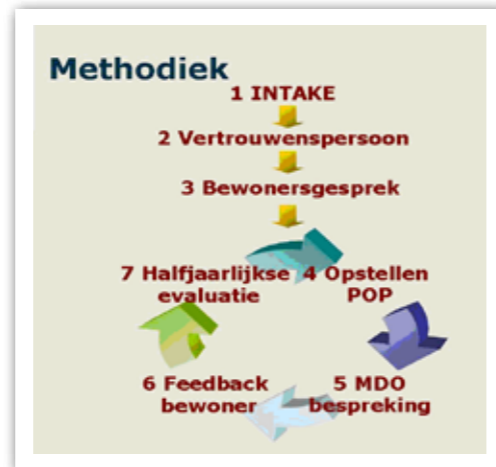 Methodiek
1 INTAKE
2 Vertrouwenspersoon
3 Bewonersgesprek
4 Opstellen
POP
5 MDO
bespreking
6 Feedback
bewoner
7 Halfjaarlijkse
evaluatie